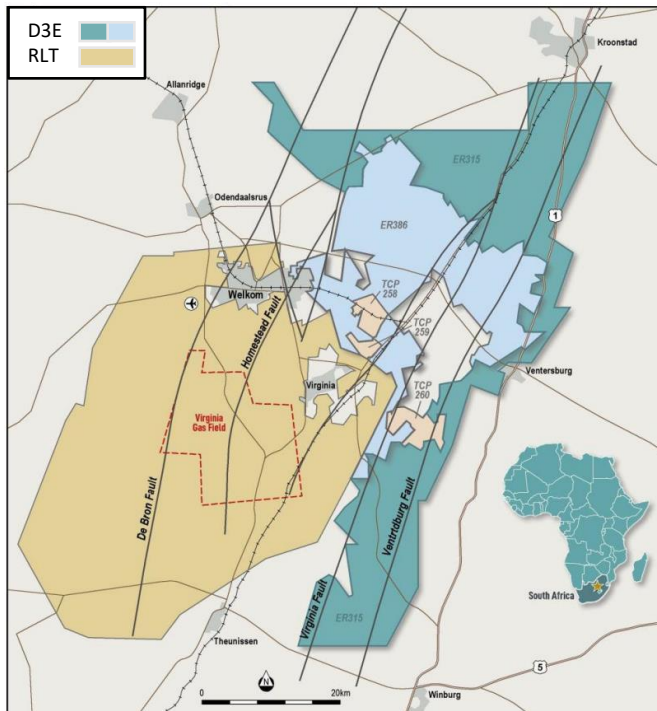 D3E
RLT
Kroonstad
Allanridge
ER315
Odendaalsrus
ER386
1
Welkom
TCP
258
Homestead Fault
TCP
259
Ventersburg
Virginia
TCP
260
Virginia
Gas Field
De Bron Fault
Ventridburg Fault
South Africa
Virginia Fault
ER315
Theunissen
N
5
0
20km
Winburg